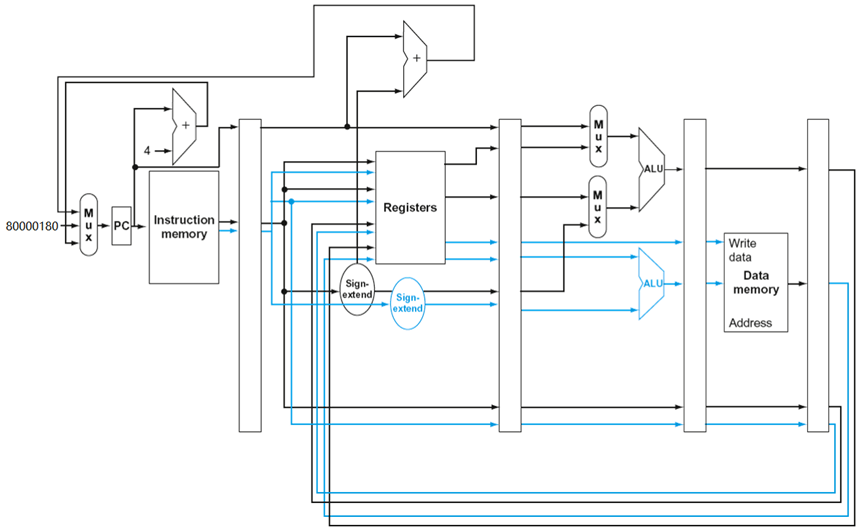 +
+
4
M
u
x
80000180
M
u
x
PC
Instruction
memory
Registers
Sign-
extend
Sign-
extend
M
u
x
ALU
ALU
Write
data
Data
memory
Address